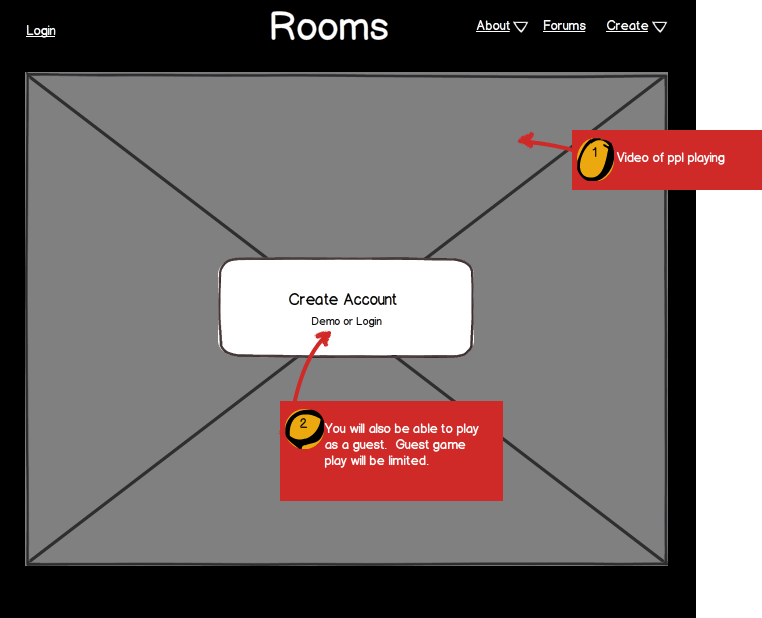 Login
Rooms
About
Forums
Create
1
Video of ppl playing
Create Account
Demo or Login
2
You will also be able to play
as a guest.  Guest game
play will be limited.